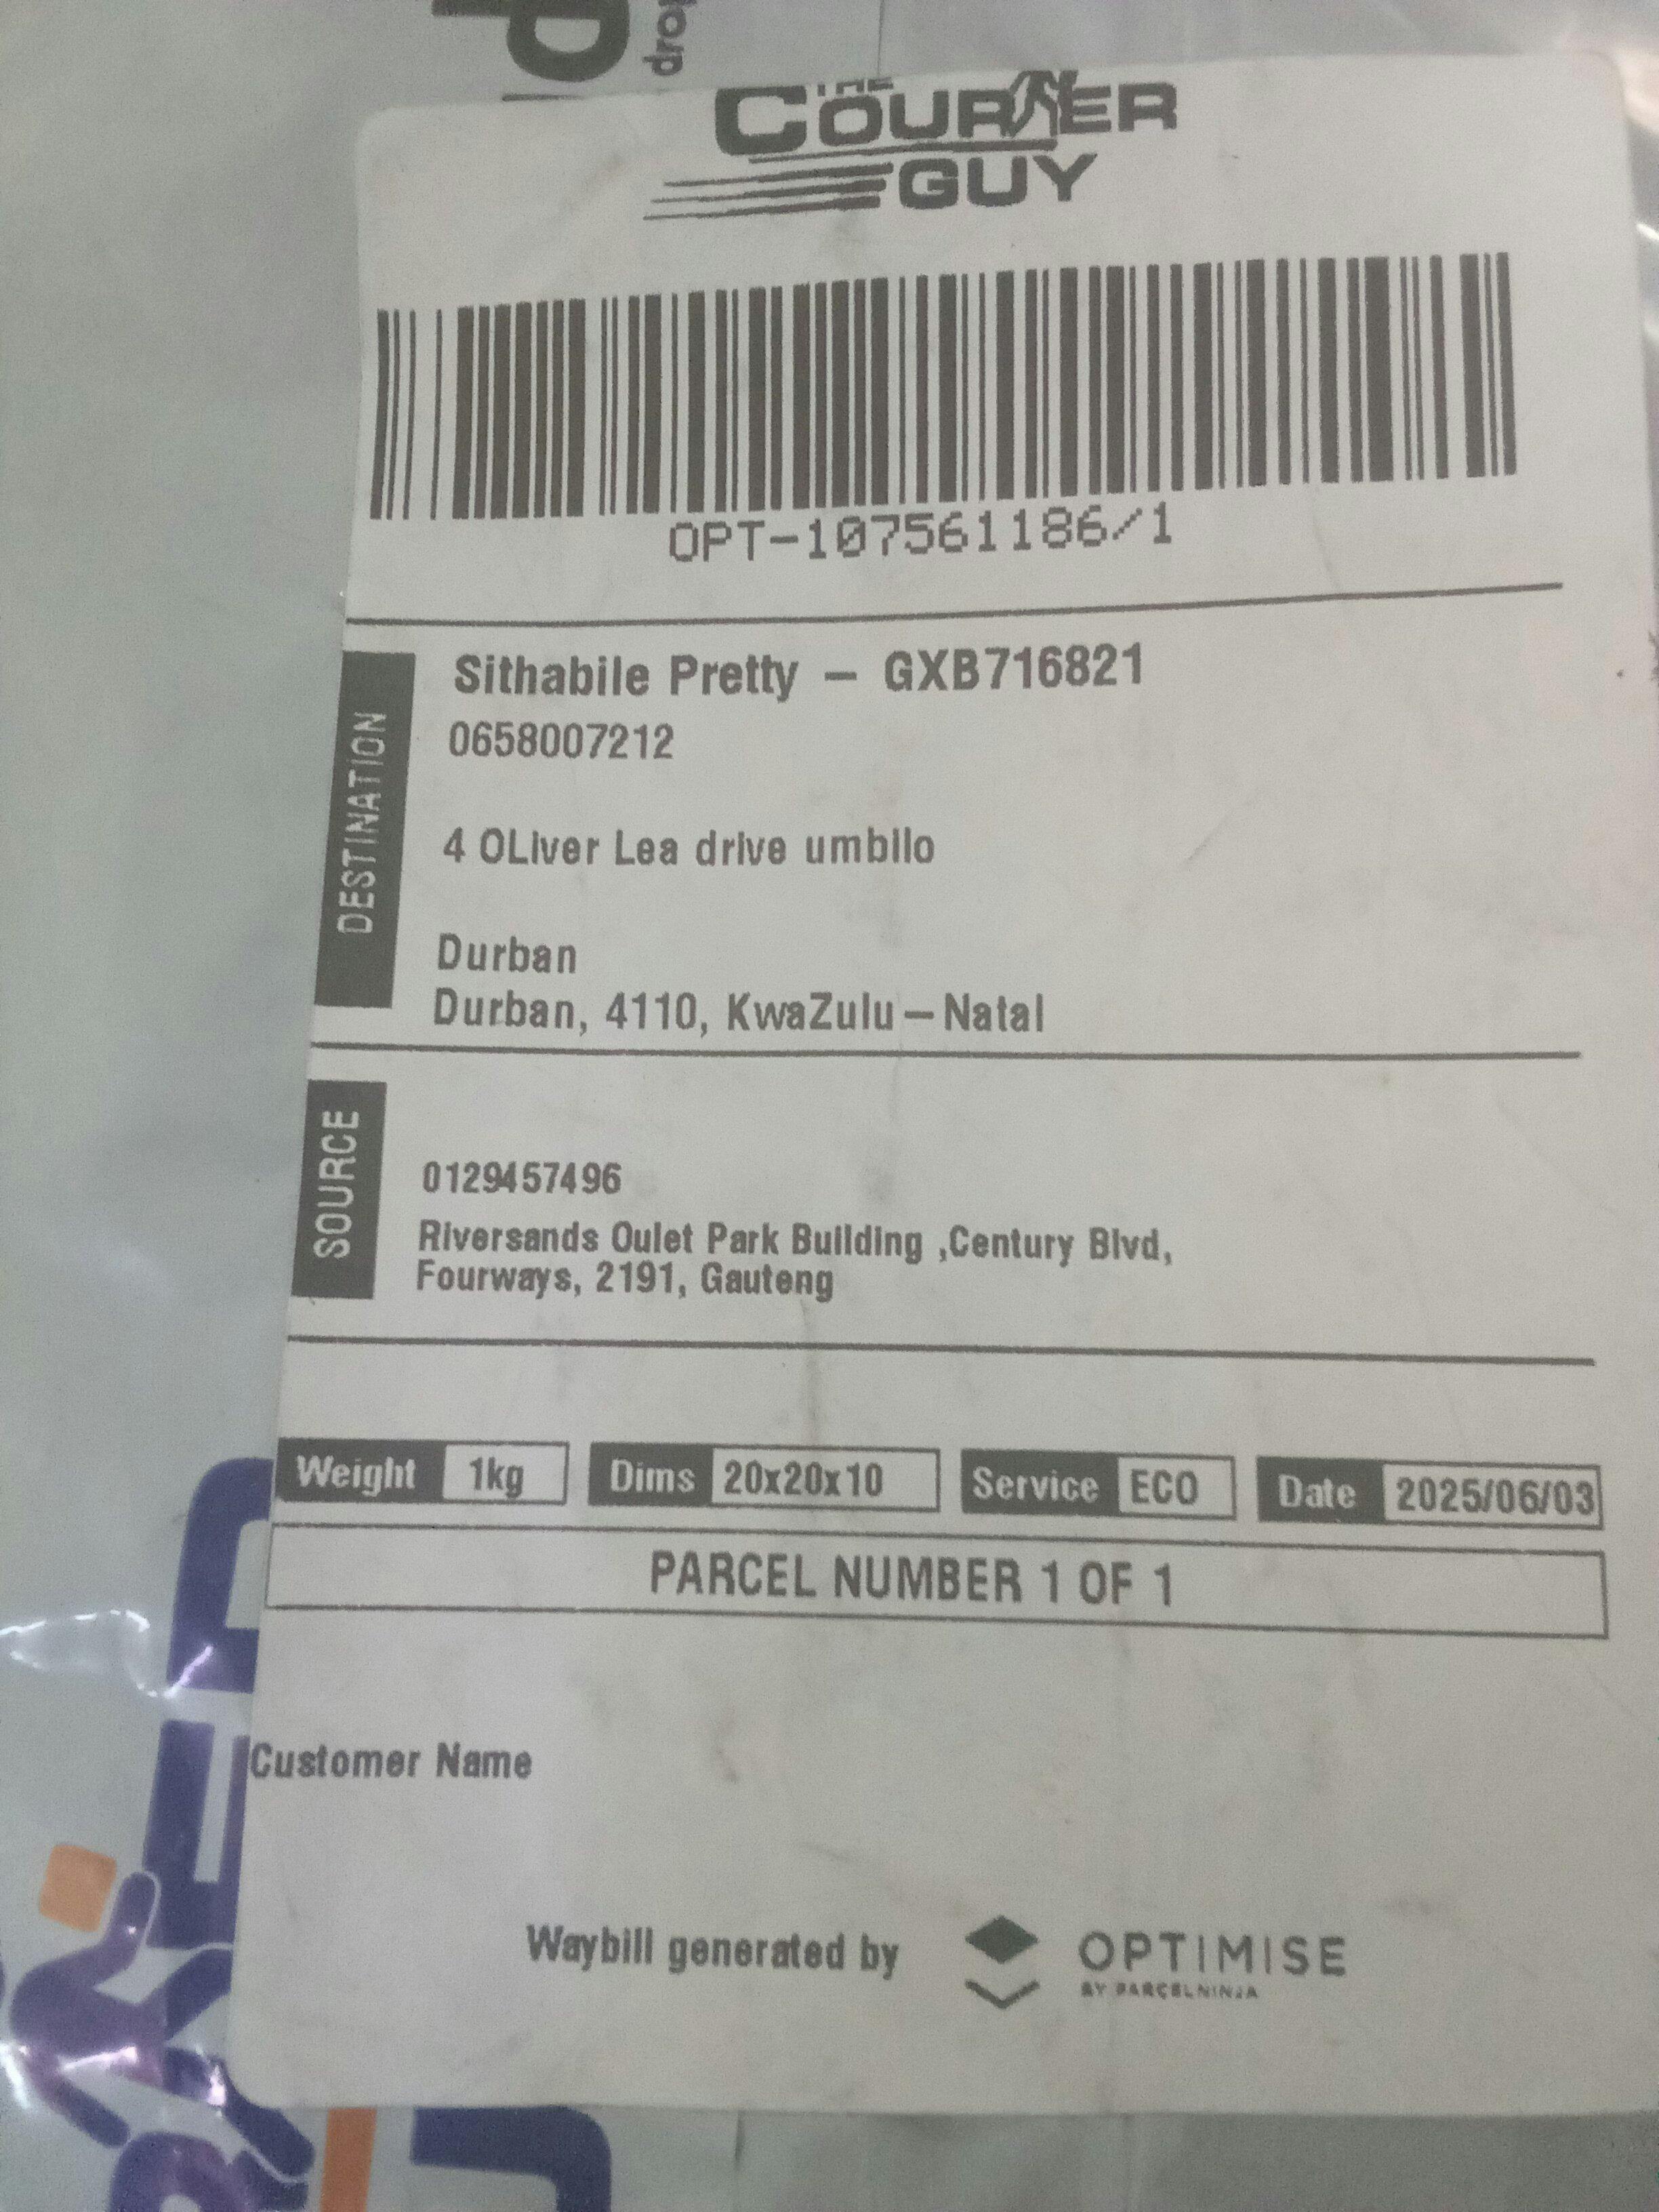 drop
THE
COURIER
GUY
OPT-107561186/1
DESTINATION
Sithabile Pretty – GXB716821
0658007212
4 OLiver Lea drive umbilo
Durban
Durban, 4110, KwaZulu – Natal
SOURCE
0129457496
Riversands Oulet Park Building ,Century Blvd,
Fourways, 2191, Gauteng
Weight 1kg Dims 20x20x10 Service ECO Date 2025/06/03
PARCEL NUMBER 1 OF 1
Customer Name
Waybill generated by OPTIMISE
BY PARCELNINJA